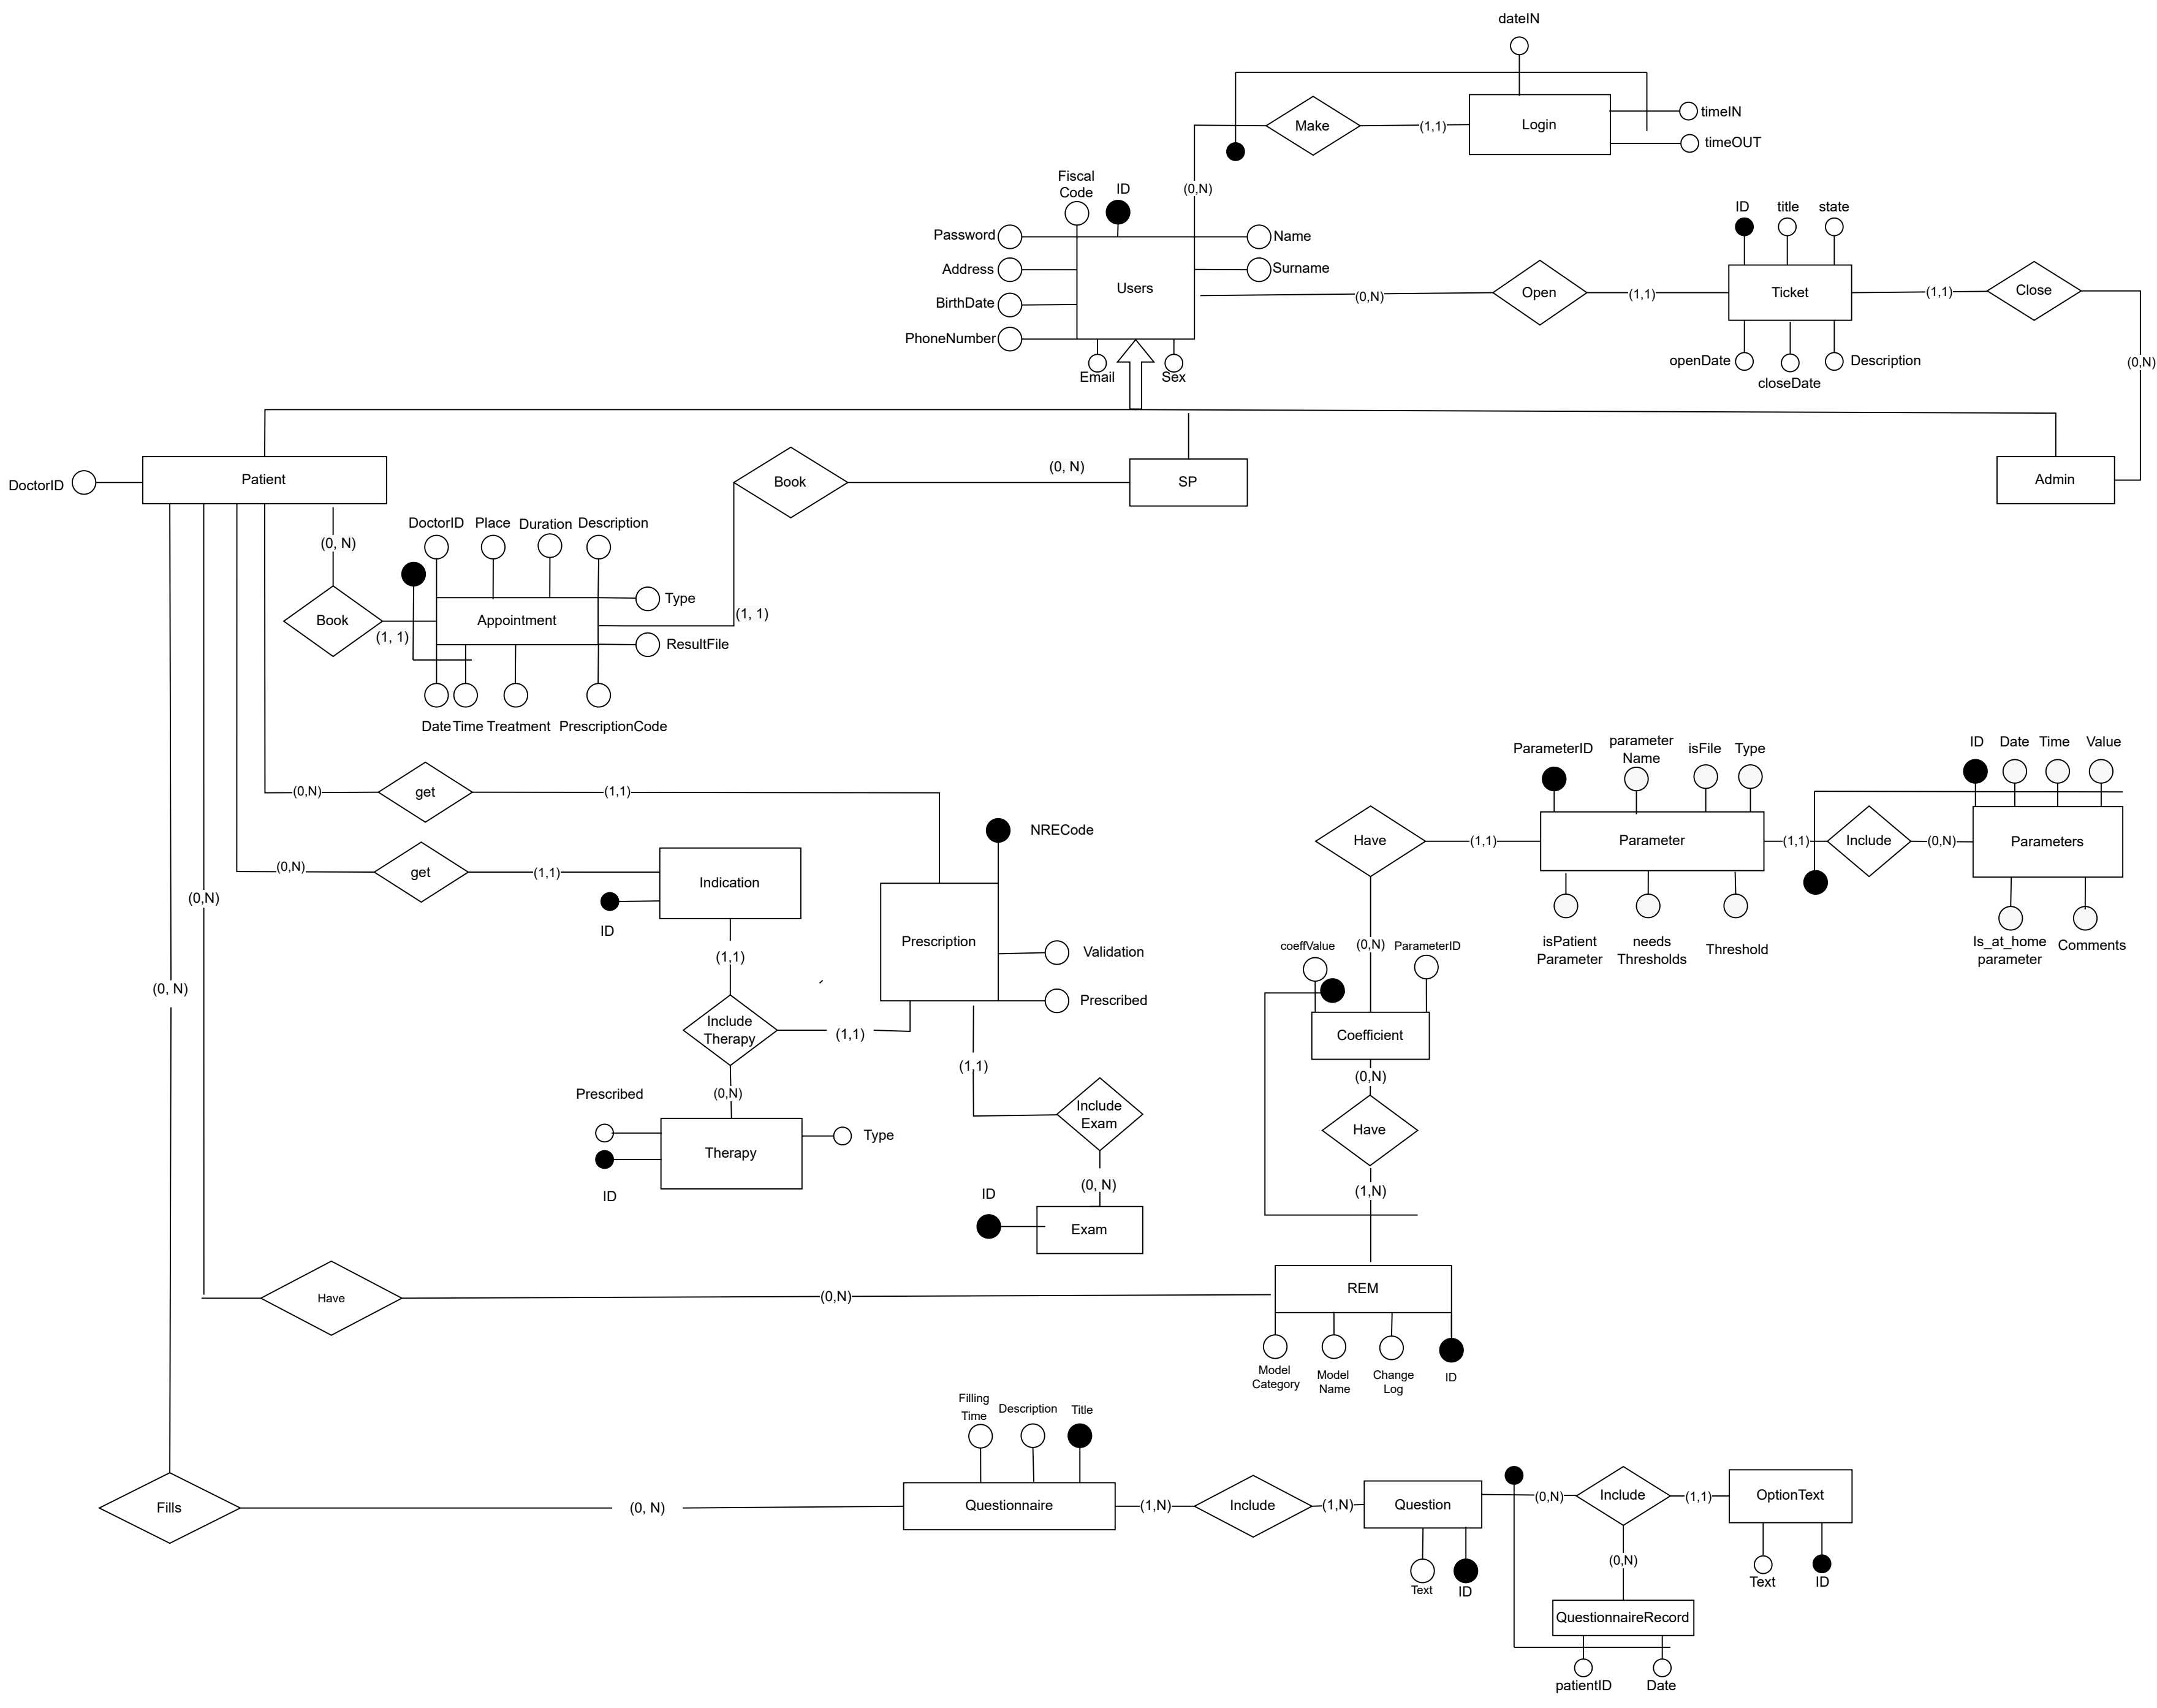 dateIN
Make
(1,1)
Login
timeIN
timeOUT
(0,N)
Fiscal
Code
ID
Password
Address
BirthDate
PhoneNumber
Users
Name
Surname
Email
Sex
(0,N)
Open
(1,1)
ID
title
state
Ticket
openDate
closeDate
Description
(1,1)
Close
(0,N)
DoctorID
Patient
Book
(0, N)
SP
Admin
(0, N)
DoctorID
Place
Duration
Description
Book
(1, 1)
Appointment
Type
ResultFile
(1, 1)
Date
Time
Treatment
PrescriptionCode
(0,N)
get
(1,1)
(0,N)
get
(1,1)
Indication
ID
NRECode
Prescription
Validation
Prescribed
(1,1)
Include
Therapy
(1,1)
(0,N)
Prescribed
Therapy
Type
ID
(1,1)
Include
Exam
(0, N)
ID
Exam
ParameterID
parameter
Name
isFile
Type
Have
(1,1)
Parameter
isPatient
Parameter
needs
Thresholds
Threshold
(1,1)
Include
(0,N)
ID
Date
Time
Value
Parameters
Is_at_home
parameter
Comments
(0,N)
coeffValue
ParameterID
Coefficient
(0,N)
Have
(1,N)
(0,N)
(0, N)
Have
(0,N)
REM
Model
Category
Model
Name
Change
Log
ID
Fills
(0, N)
Filling
Time
Description
Title
Questionnaire
(1,N)
Include
(1,N)
Question
Text
ID
(0,N)
Include
(1,1)
OptionText
Text
ID
(0,N)
QuestionnaireRecord
patientID
Date